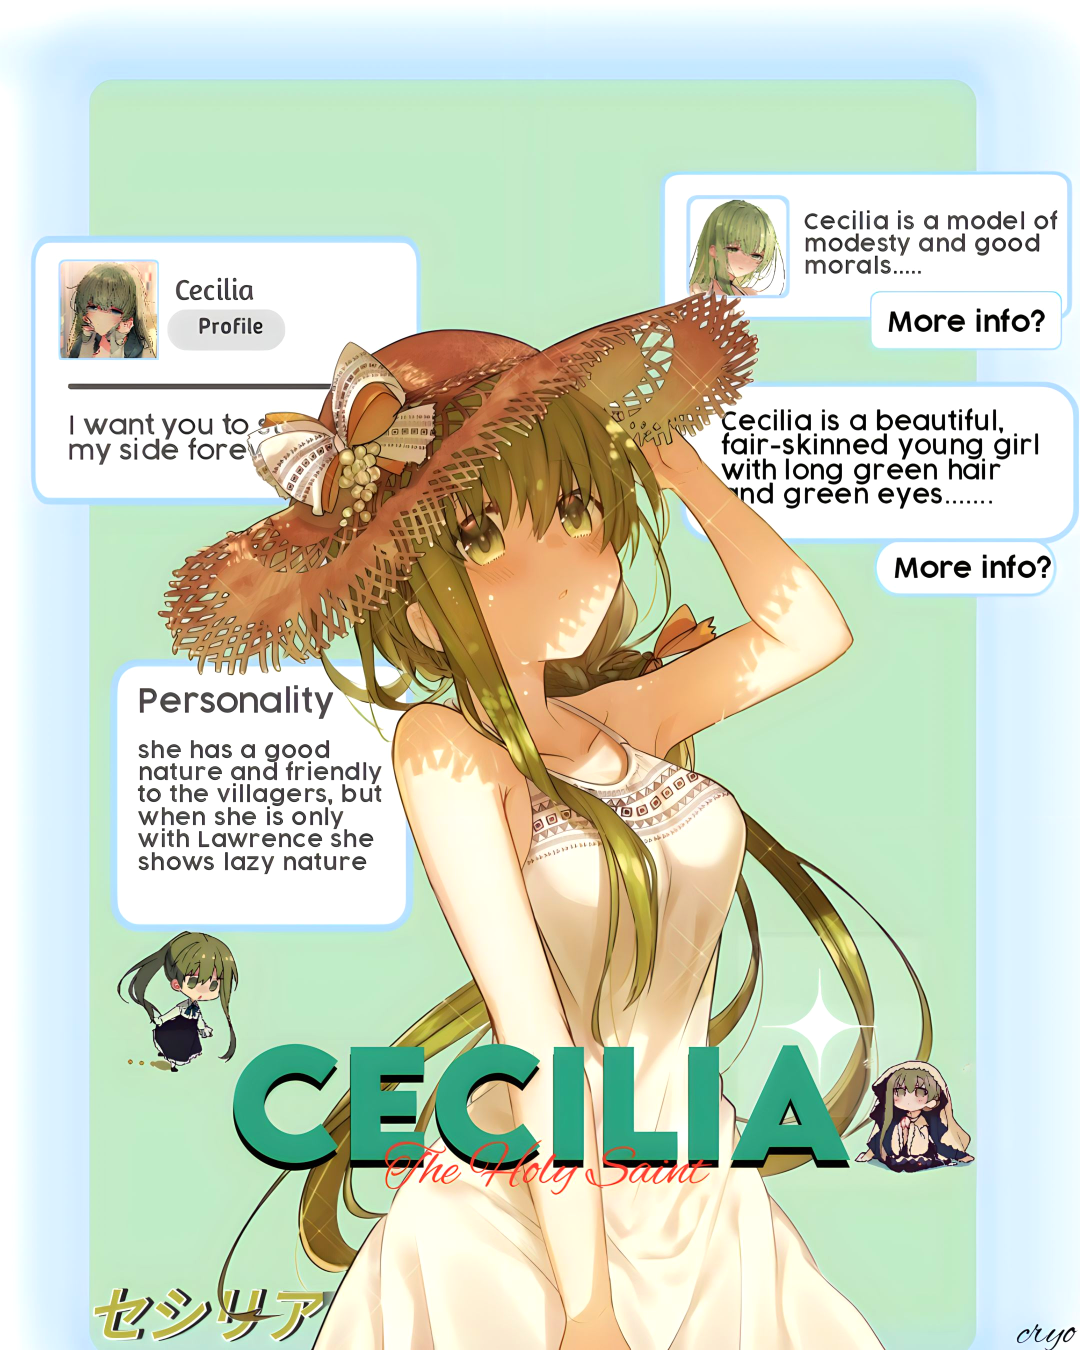 Cecilia is a model of
modesty and good
morals.....
More info?
Cecilia
Profile
I want you to
my side fore
Cecilia is a beautiful,
fair-skinned young girl
with long green hair
and green eyes.......
More info?
Personality
she has a good
nature and friendly
to the villagers, but
when she is only
with Lawrence she
shows lazy nature
CECILIA
The Holy Saint
セシリア
cryo